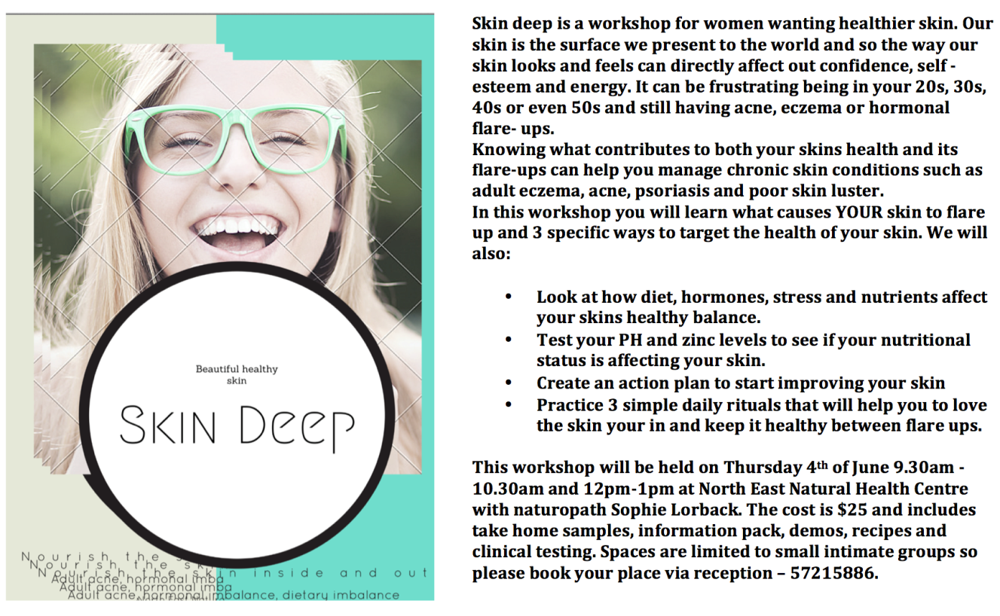 Beautiful healthy
skin
SKIN Deep
Nourish the s
Nourish the sk
Nourish the skin inside and out
Adult acne, hormonal imba
Adult acne, hormonal imba
Adult acne, hormonal imbalance, dietary imbalance
Skin deep is a workshop for women wanting healthier skin. Our
skin is the surface we present to the world and so the way our
skin looks and feels can directly affect out confidence, self -
esteem and energy. It can be frustrating being in your 20s, 30s,
40s or even 50s and still having acne, eczema or hormonal
flare- ups.
Knowing what contributes to both your skins health and its
flare-ups can help you manage chronic skin conditions such as
adult eczema, acne, psoriasis and poor skin luster.
In this workshop you will learn what causes YOUR skin to flare
up and 3 specific ways to target the health of your skin. We will
also:
• Look at how diet, hormones, stress and nutrients affect
your skins healthy balance.
• Test your PH and zinc levels to see if your nutritional
status is affecting your skin.
• Create an action plan to start improving your skin
• Practice 3 simple daily rituals that will help you to love
the skin your in and keep it healthy between flare ups.
This workshop will be held on Thursday 4th of June 9.30am -
10.30am and 12pm-1pm at North East Natural Health Centre
with naturopath Sophie Lorback. The cost is $25 and includes
take home samples, information pack, demos, recipes and
clinical testing. Spaces are limited to small intimate groups so
please book your place via reception – 57215886.